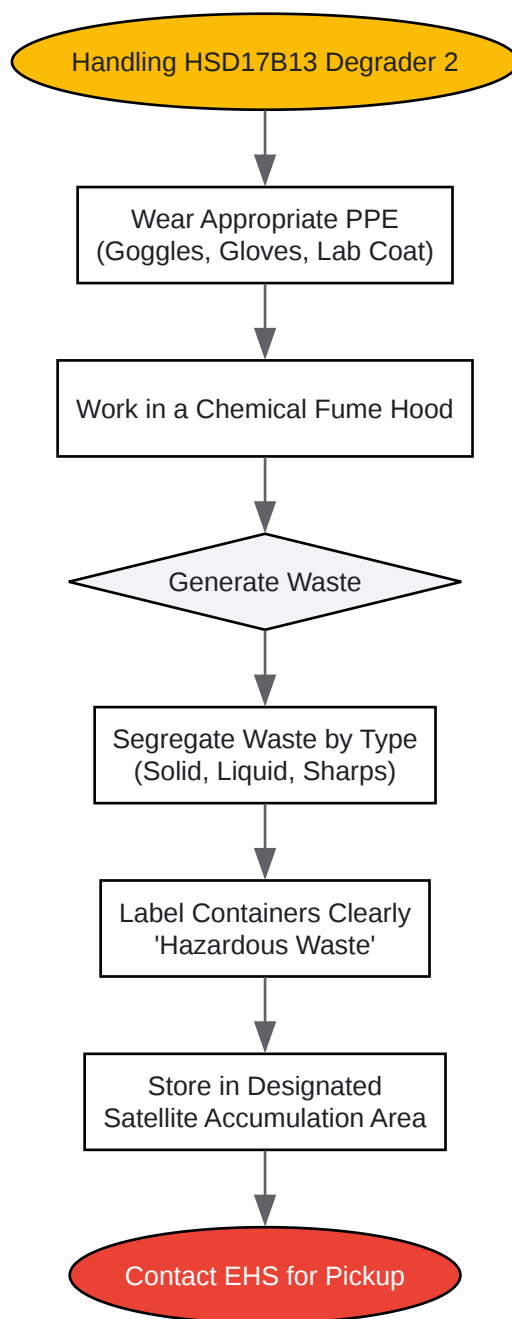 Handling HSD17B13 Degrader 2
Wear Appropriate PPE
(Goggles, Gloves, Lab Coat)
Work in a Chemical Fume Hood
Generate Waste
Segregate Waste by Type
(Solid, Liquid, Sharps)
Label Containers Clearly
'Hazardous Waste'
Store in Designated
Satellite Accumulation Area
Contact EHS for Pickup